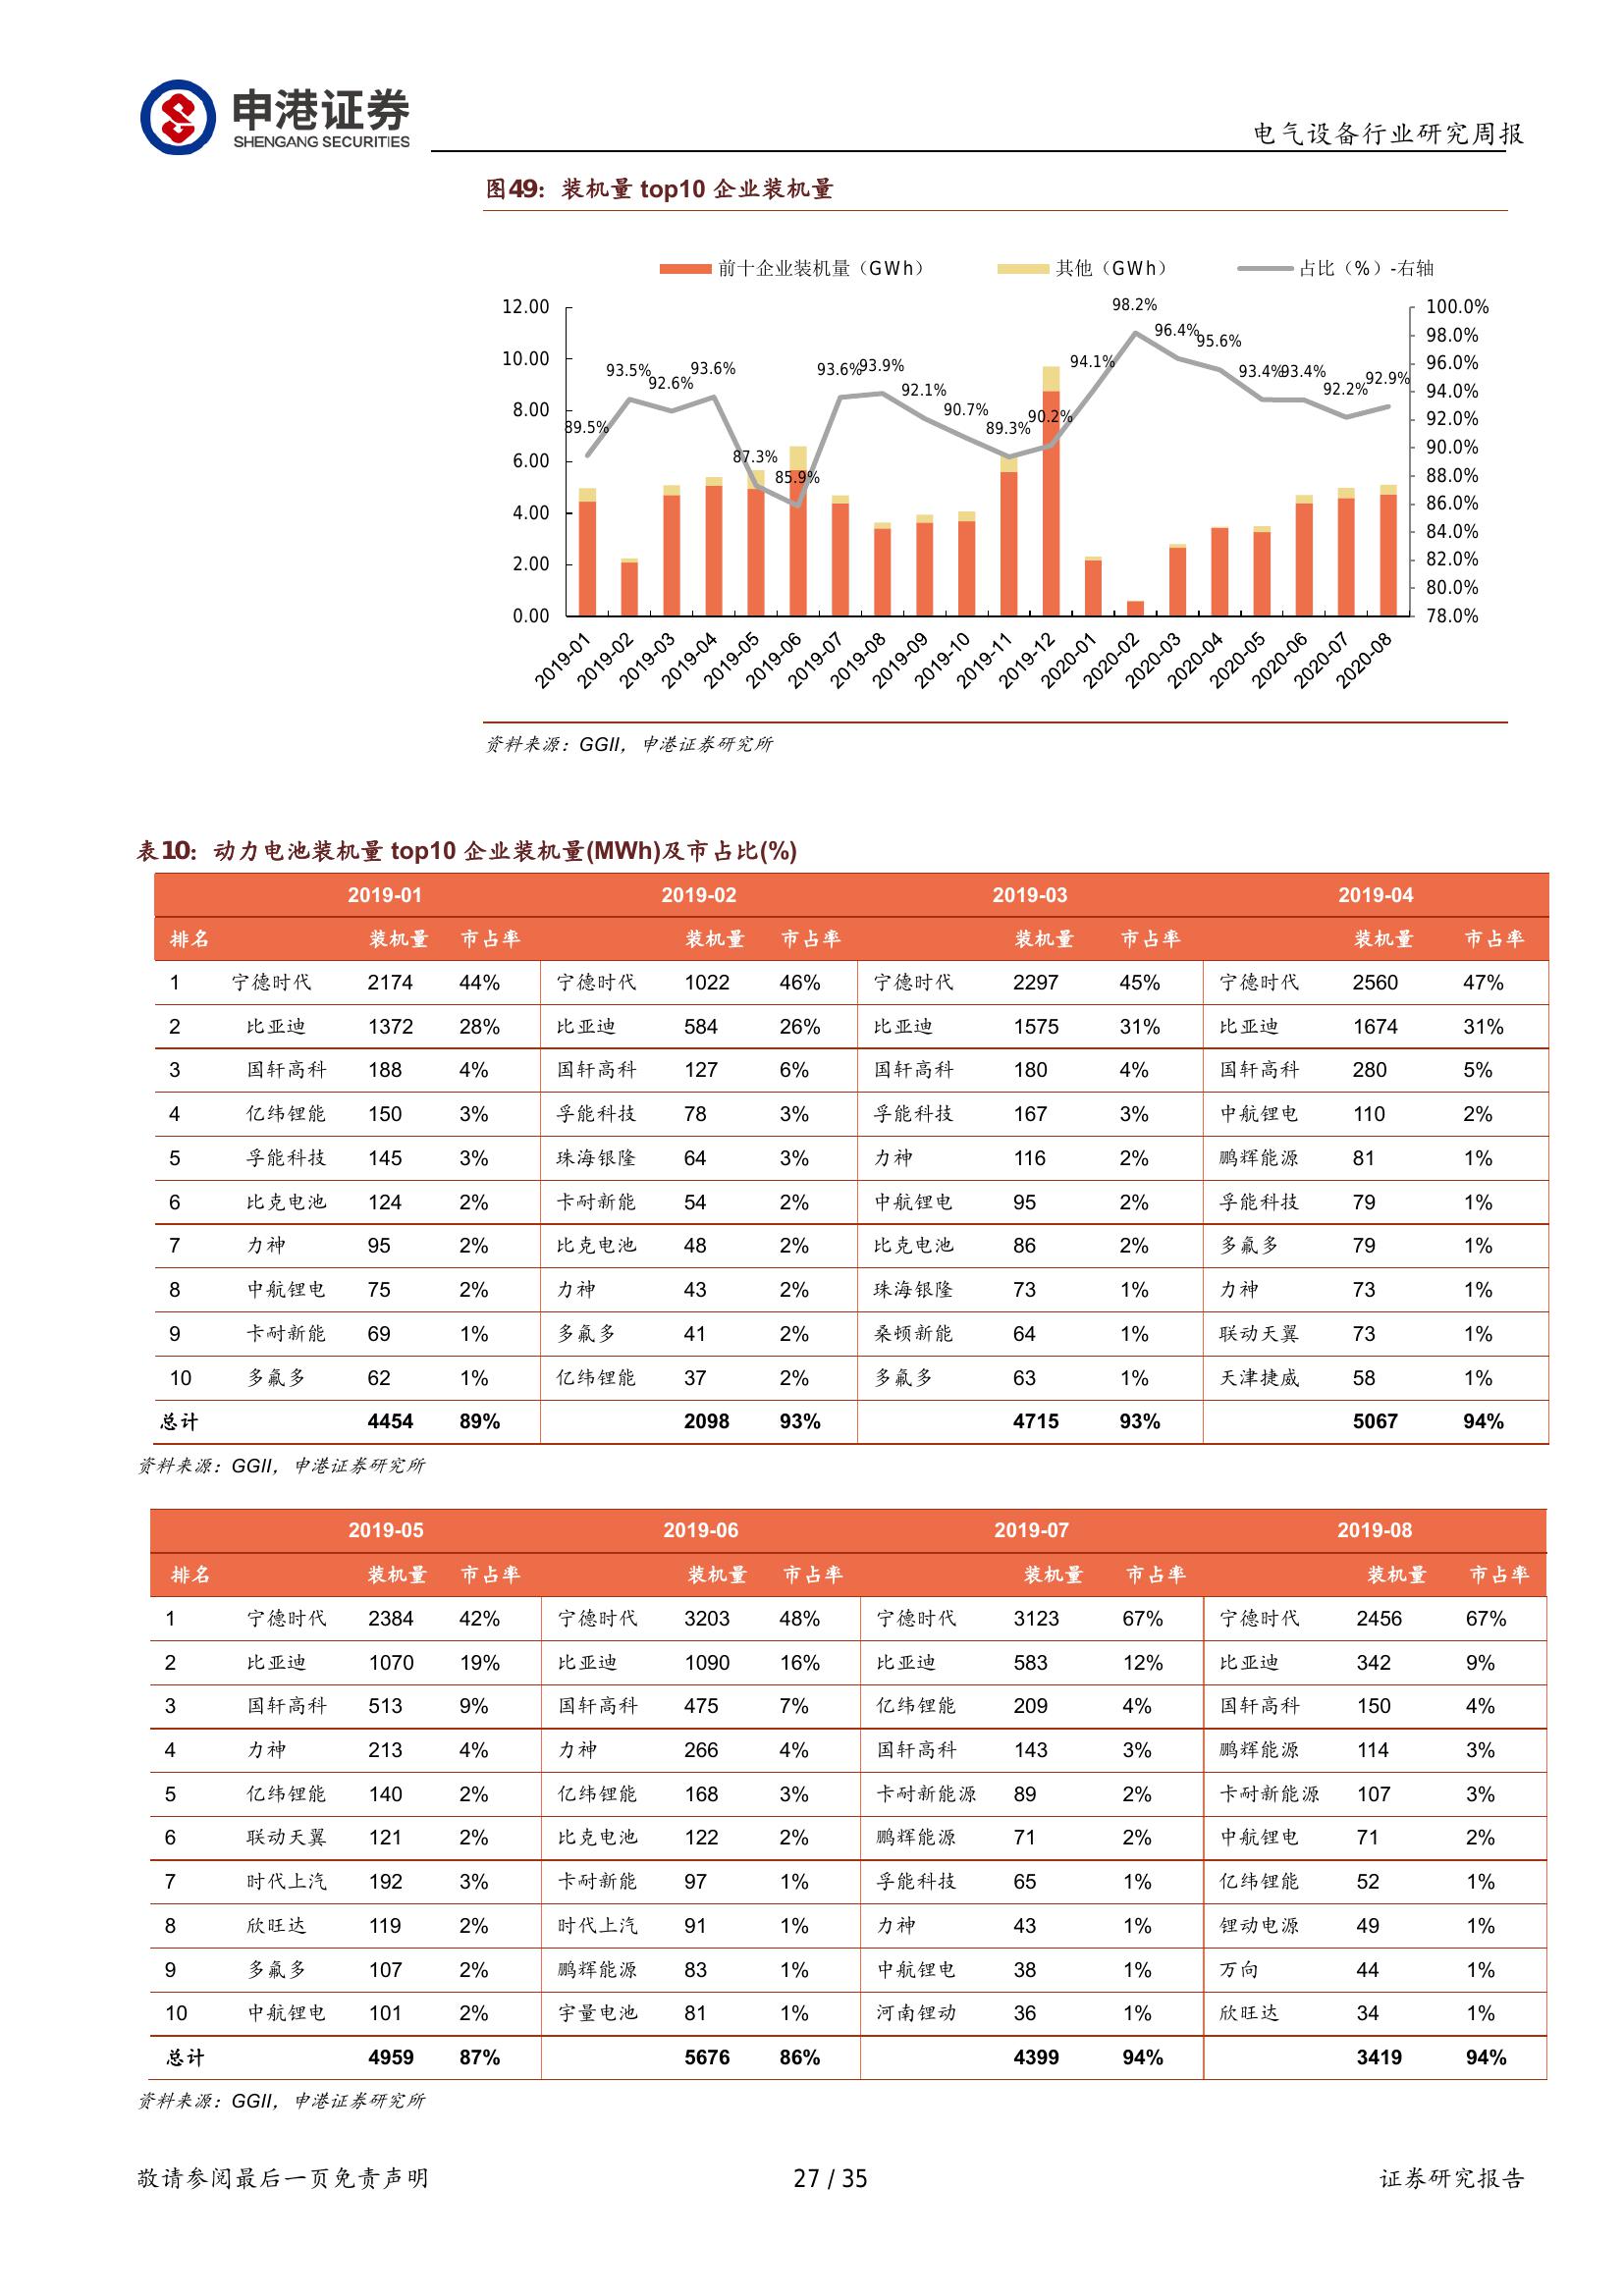 申港证券
SHENGANG SECURITIES
电气设备行业研究周报
图49：装机量 top10 企业装机量
前十企业装机量（GWh） 其他（GWh） 占比（%）-右轴
12.00
10.00
8.00
6.00
4.00
2.00
0.00
89.5% 93.5% 92.6% 93.6% 87.3% 85.9% 93.6% 93.9% 92.1% 90.7% 89.3% 90.2% 94.1% 98.2% 96.4% 95.6% 93.4% 93.4% 92.2% 92.9%
100.0%
98.0%
96.0%
94.0%
92.0%
90.0%
88.0%
86.0%
84.0%
82.0%
80.0%
78.0%
2019-01 2019-02 2019-03 2019-04 2019-05 2019-06 2019-07 2019-08 2019-09 2019-10 2019-11 2019-12 2020-01 2020-02 2020-03 2020-04 2020-05 2020-06 2020-07 2020-08
资料来源：GGII，申港证券研究所
表10：动力电池装机量 top10 企业装机量(MWh)及市占比(%)
2019-01 2019-02 2019-03 2019-04
排名 装机量 市占率 装机量 市占率 装机量 市占率 装机量 市占率
1 宁德时代 2174 44% 宁德时代 1022 46% 宁德时代 2297 45% 宁德时代 2560 47%
2 比亚迪 1372 28% 比亚迪 584 26% 比亚迪 1575 31% 比亚迪 1674 31%
3 国轩高科 188 4% 国轩高科 127 6% 国轩高科 180 4% 国轩高科 280 5%
4 亿纬锂能 150 3% 孚能科技 78 3% 孚能科技 167 3% 中航锂电 110 2%
5 孚能科技 145 3% 珠海银隆 64 3% 力神 116 2% 鹏辉能源 81 1%
6 比克电池 124 2% 卡耐新能 54 2% 中航锂电 95 2% 孚能科技 79 1%
7 力神 95 2% 比克电池 48 2% 比克电池 86 2% 多氟多 79 1%
8 中航锂电 75 2% 力神 43 2% 珠海银隆 73 1% 力神 73 1%
9 卡耐新能 69 1% 多氟多 41 2% 桑顿新能 64 1% 联动天翼 73 1%
10 多氟多 62 1% 亿纬锂能 37 2% 多氟多 63 1% 天津捷威 58 1%
总计 4454 89% 2098 93% 4715 93% 5067 94%
资料来源：GGII，申港证券研究所
2019-05 2019-06 2019-07 2019-08
排名 装机量 市占率 装机量 市占率 装机量 市占率 装机量 市占率
1 宁德时代 2384 42% 宁德时代 3203 48% 宁德时代 3123 67% 宁德时代 2456 67%
2 比亚迪 1070 19% 比亚迪 1090 16% 比亚迪 583 12% 比亚迪 342 9%
3 国轩高科 513 9% 国轩高科 475 7% 亿纬锂能 209 4% 国轩高科 150 4%
4 力神 213 4% 力神 266 4% 国轩高科 143 3% 鹏辉能源 114 3%
5 亿纬锂能 140 2% 亿纬锂能 168 3% 卡耐新能源 89 2% 卡耐新能源 107 3%
6 联动天翼 121 2% 比克电池 122 2% 鹏辉能源 71 2% 中航锂电 71 2%
7 时代上汽 192 3% 卡耐新能 97 1% 孚能科技 65 1% 亿纬锂能 52 1%
8 欣旺达 119 2% 时代上汽 91 1% 力神 43 1% 锂动电源 49 1%
9 多氟多 107 2% 鹏辉能源 83 1% 中航锂电 38 1% 万向 44 1%
10 中航锂电 101 2% 宇量电池 81 1% 河南锂动 36 1% 欣旺达 34 1%
总计 4959 87% 5676 86% 4399 94% 3419 94%
资料来源：GGII，申港证券研究所
敬请参阅最后一页免责声明 27 / 35 证券研究报告